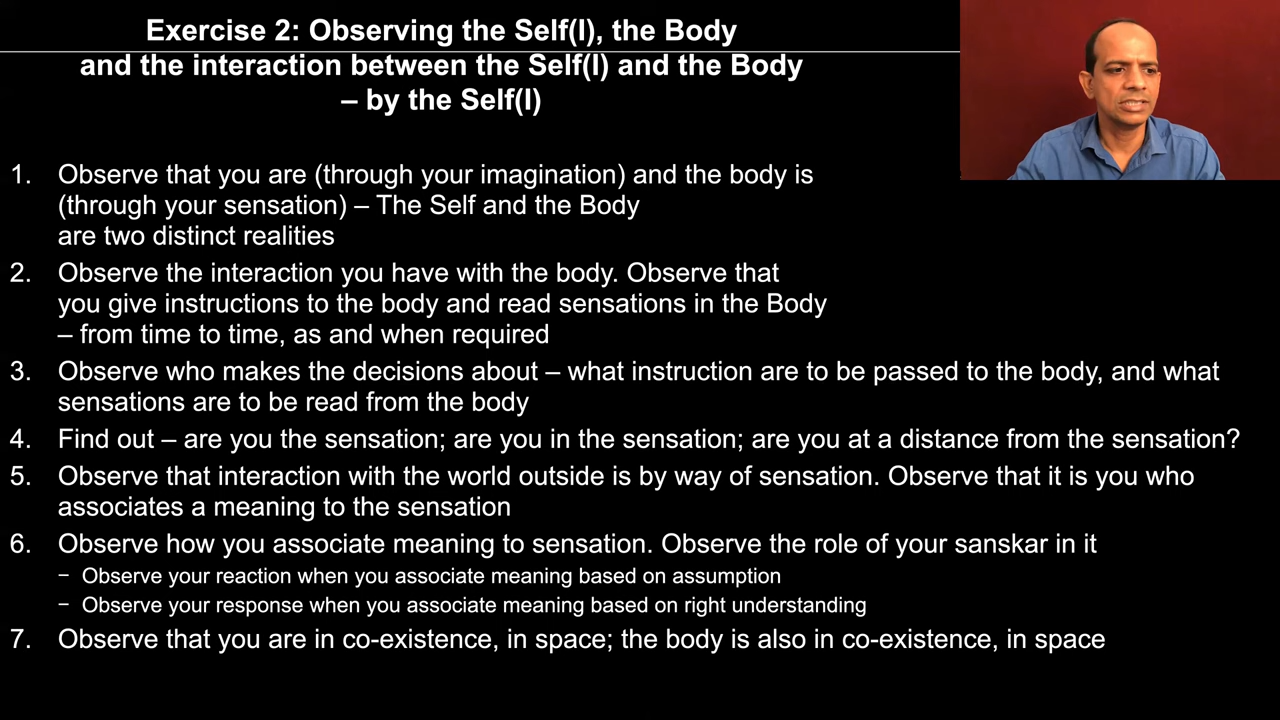 Exercise 2: Observing the Self(I), the Body
and the interaction between the Self(I) and the Body
– by the Self(I)
1. Observe that you are (through your imagination) and the body is
(through your sensation) – The Self and the Body
are two distinct realities
2. Observe the interaction you have with the body. Observe that
you give instructions to the body and read sensations in the Body
– from time to time, as and when required
3. Observe who makes the decisions about – what instruction are to be passed to the body, and what
sensations are to be read from the body
4. Find out – are you the sensation; are you in the sensation; are you at a distance from the sensation?
5. Observe that interaction with the world outside is by way of sensation. Observe that it is you who
associates a meaning to the sensation
6. Observe how you associate meaning to sensation. Observe the role of your sanskar in it
− Observe your reaction when you associate meaning based on assumption
− Observe your response when you associate meaning based on right understanding
7. Observe that you are in co-existence, in space; the body is also in co-existence, in space